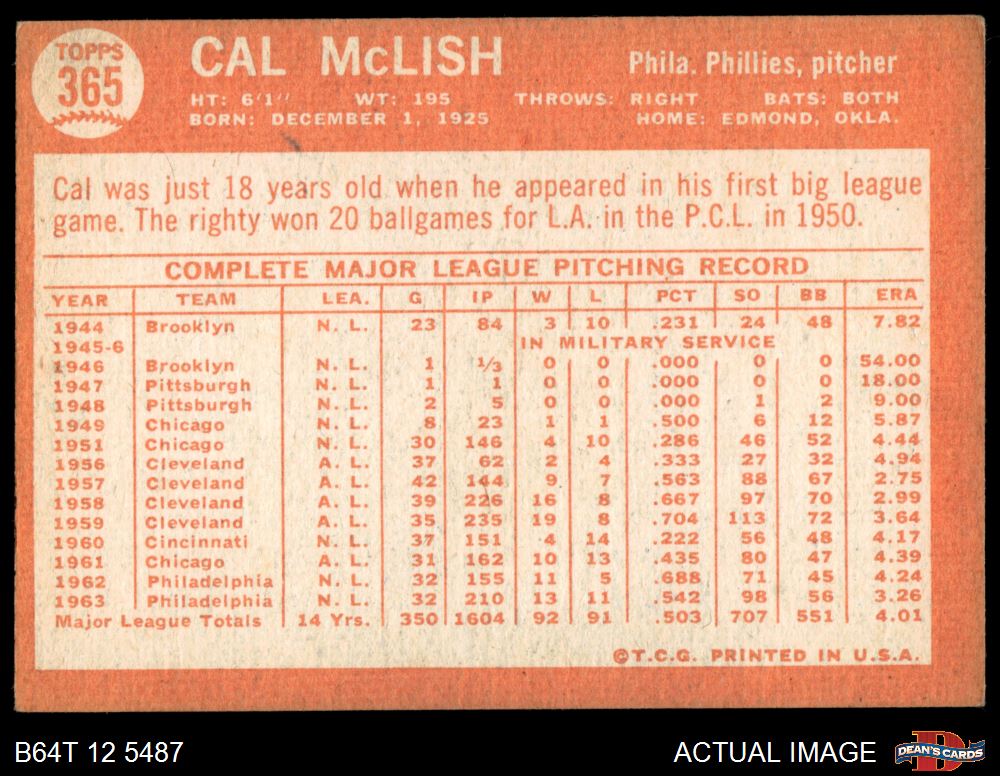 TOPPS
365
CAL McLISH
Phila. Phillies, pitcher
HT: 6'1" WT: 195 THROWS: RIGHT BATS: BOTH
BORN: DECEMBER 1, 1925 HOME: EDMOND, OKLA.
Cal was just 18 years old when he appeared in his first big league
game. The righty won 20 ballgames for L.A. in the P.C.L. in 1950.
COMPLETE MAJOR LEAGUE PITCHING RECORD
YEAR TEAM LEA. G IP W L PCT SO BB ERA
1944 Brooklyn N. L. 23 84 3 10 .231 24 48 7.82
1945-6 IN MILITARY SERVICE
1946 Brooklyn N. L. 1 1/3 0 0 .000 0 0 54.00
1947 Pittsburgh N. L. 1 1 0 0 .000 0 0 18.00
1948 Pittsburgh N. L. 2 5 0 0 .000 1 2 9.00
1949 Chicago N. L. 8 23 1 1 .500 6 12 5.87
1951 Chicago N. L. 30 146 4 10 .286 46 52 4.44
1956 Cleveland A. L. 37 62 2 4 .333 27 32 4.94
1957 Cleveland A. L. 42 144 9 7 .563 88 67 2.75
1958 Cleveland A. L. 39 226 16 8 .667 97 70 2.99
1959 Cleveland A. L. 35 235 19 8 .704 113 72 3.64
1960 Cincinnati N. L. 37 151 4 14 .222 56 48 4.17
1961 Chicago A. L. 31 162 10 13 .435 80 47 4.39
1962 Philadelphia N. L. 32 155 11 5 .688 71 45 4.24
1963 Philadelphia N. L. 32 210 13 11 .542 98 56 3.26
Major League Totals 14 Yrs. 350 1604 92 91 .503 707 551 4.01
©T.C.G. PRINTED IN U.S.A.
B64T 12 5487 ACTUAL IMAGE
D
DEAN'S CARDS